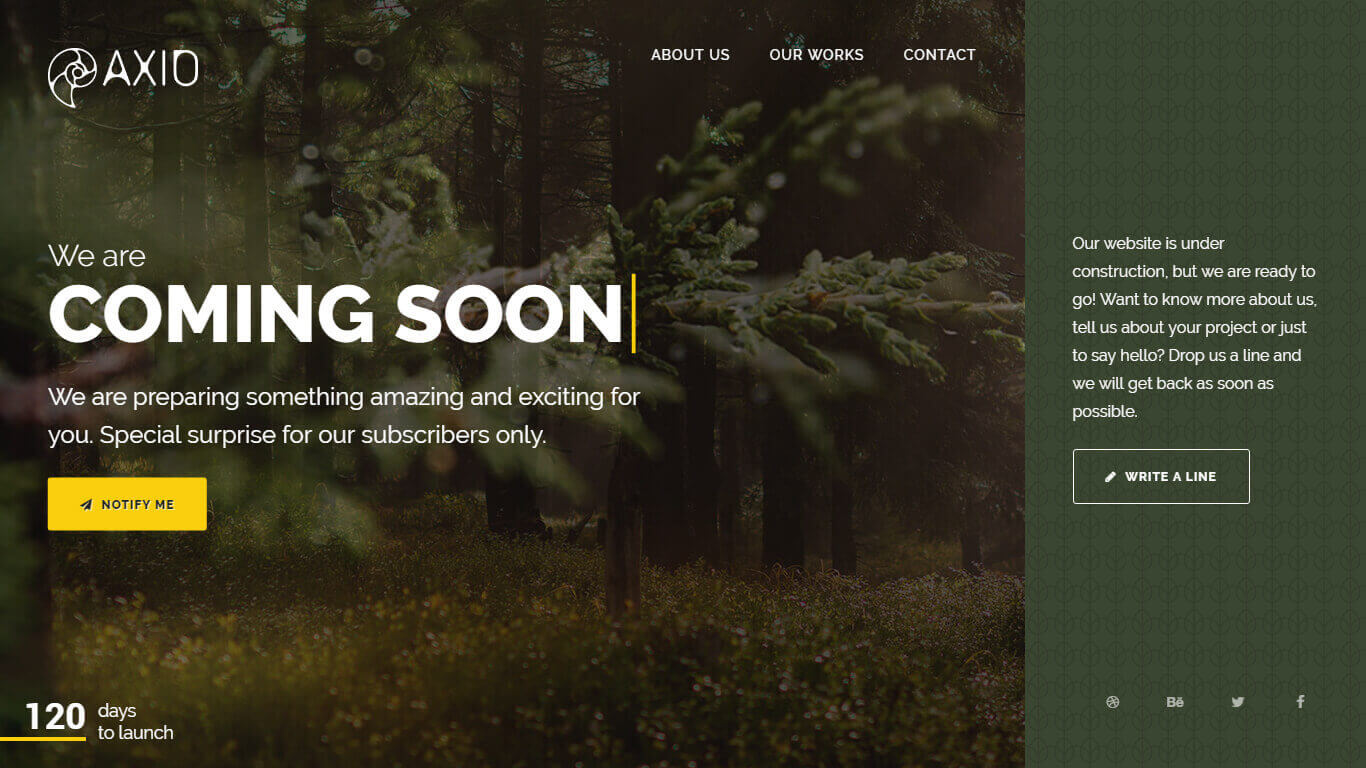 AXIO
ABOUT US OUR WORKS CONTACT
We are
COMING SOON
We are preparing something amazing and exciting for
you. Special surprise for our subscribers only.
NOTIFY ME
120 days
to launch
Our website is under
construction, but we are ready to
go! Want to know more about us,
tell us about your project or just
to say hello? Drop us a line and
we will get back as soon as
possible.
WRITE A LINE
Bē